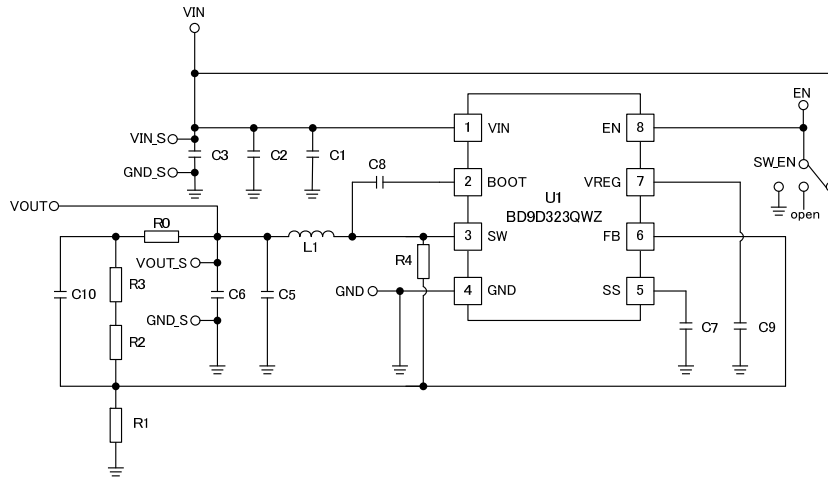 VIN
EN
VIN_S
C3
C2
C1
1
VIN
EN
8
GND_S
C8
SW_EN
2
BOOT
VREG
7
U1
BD9D323QWZ
VOUT
open
R0
L1
3
SW
FB
6
R4
VOUT_S
C10
R3
C6
C5
GND
4
GND
SS
5
GND_S
R2
C7
C9
R1